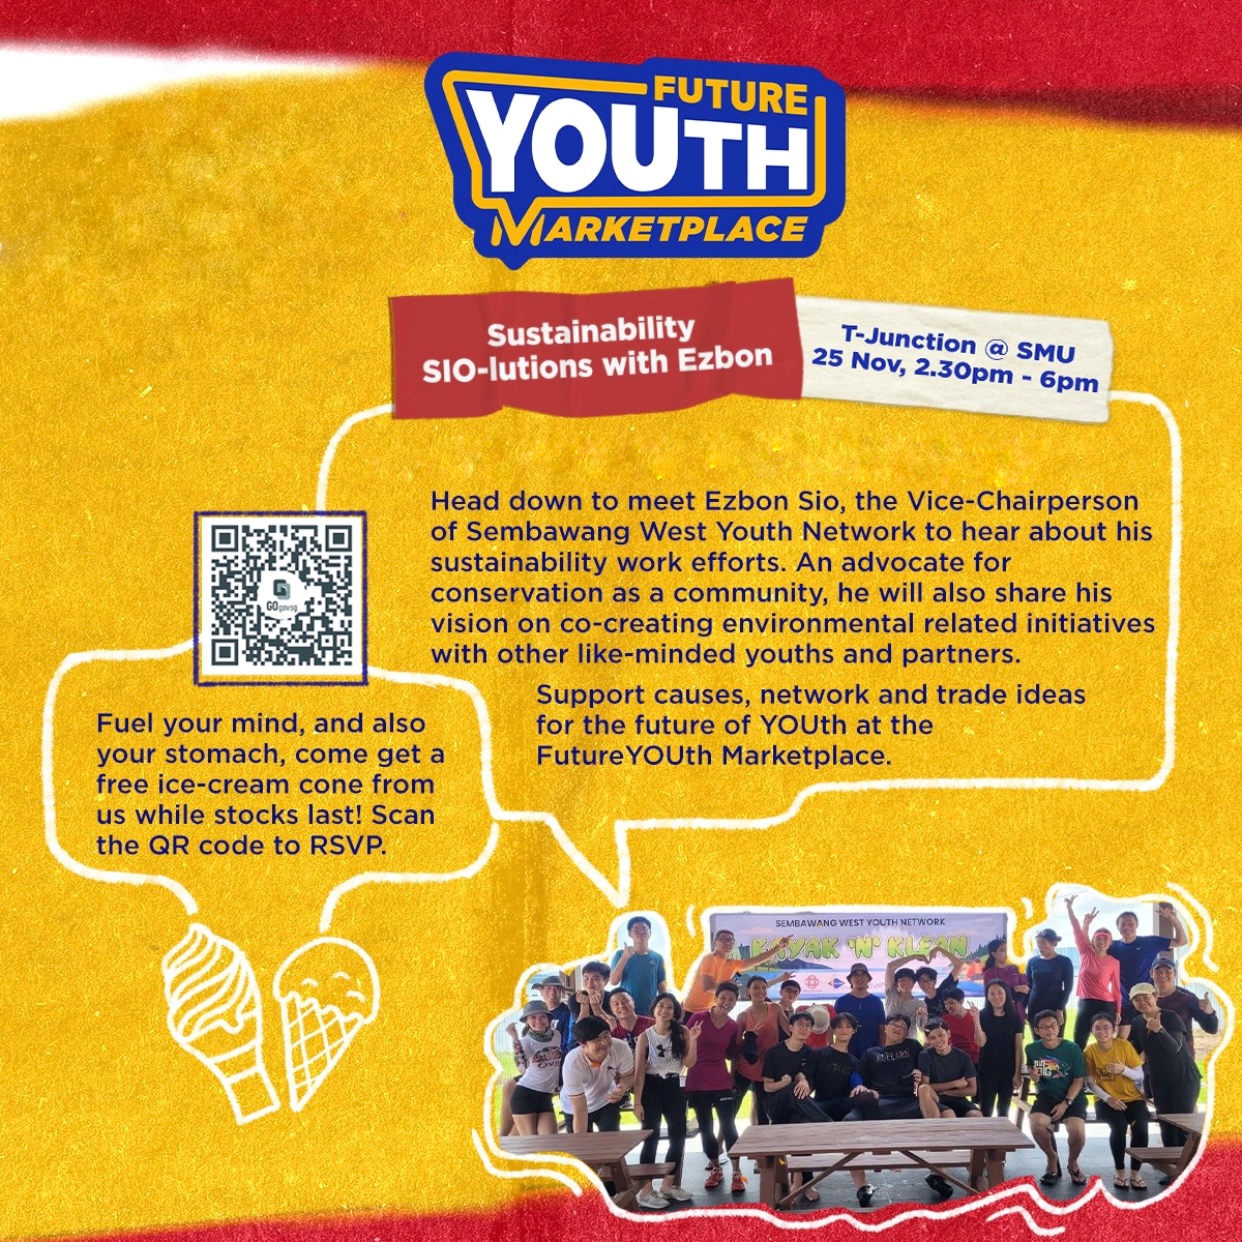 FUTURE
YOUTH
MARKETPLACE
Sustainability
SIO-lutions with Ezbon
T-Junction @ SMU
25 Nov, 2.30pm - 6pm
Head down to meet Ezbon Sio, the Vice-Chairperson
of Sembawang West Youth Network to hear about his
sustainability work efforts. An advocate for
conservation as a community, he will also share his
vision on co-creating environmental related initiatives
with other like-minded youths and partners.
Support causes, network and trade ideas
for the future of YOUth at the
FutureYOUth Marketplace.
GOgovsg
Fuel your mind, and also
your stomach, come get a
free ice-cream cone from
us while stocks last! Scan
the QR code to RSVP.
SEMBAWANG WEST YOUTH NETWORK
KAYAK 'N' KLEAN